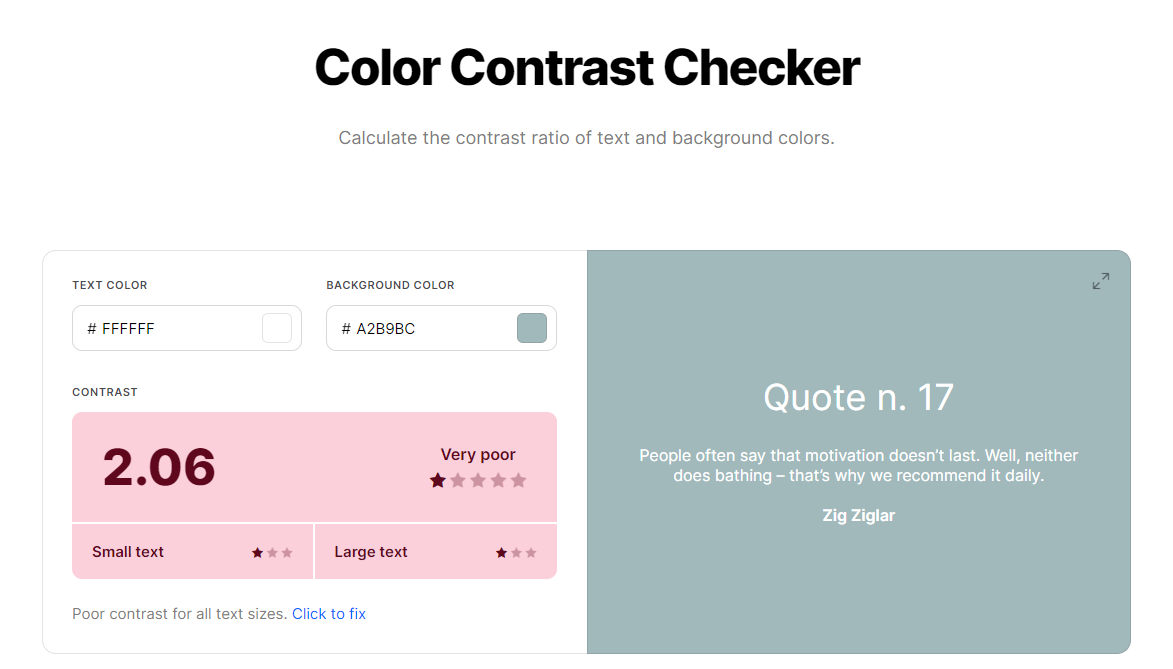 Color Contrast Checker
Calculate the contrast ratio of text and background colors.
TEXT COLOR
BACKGROUND COLOR
# FFFFFF
# A2B9BC
CONTRAST
2.06
Very poor
Small text
Large text
Poor contrast for all text sizes. Click to fix
Quote n. 17
People often say that motivation doesn’t last. Well, neither
does bathing – that’s why we recommend it daily.
Zig Ziglar